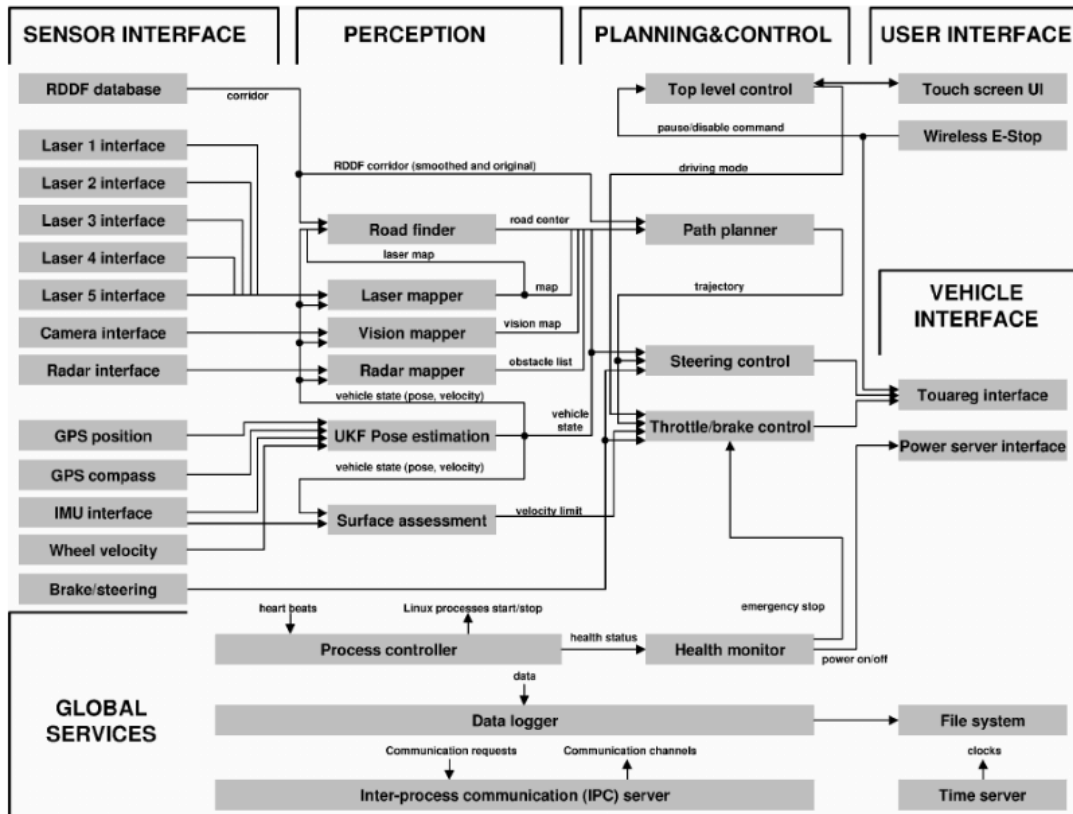 SENSOR INTERFACE
PERCEPTION
PLANNING&CONTROL
USER INTERFACE
RDDF database
corridor
Top level control
Touch screen UI
pause/disable command
Wireless E-Stop
Laser 1 interface
RDDF corridor (smoothed and original)
driving mode
Laser 2 interface
Laser 3 interface
Road finder
road center
Path planner
laser map
Laser 4 interface
Laser 5 interface
Laser mapper
map
trajectory
VEHICLE
INTERFACE
Camera interface
Vision mapper
vision map
Radar interface
Radar mapper
obstacle list
Steering control
vehicle state (pose, velocity)
vehicle
state
Touareg interface
GPS position
UKF Pose estimation
Throttle/brake control
Power server interface
vehicle state (pose, velocity)
GPS compass
IMU interface
Surface assessment
velocity limit
Wheel velocity
Brake/steering
heart beats
Linux processes start/stop
emergency stop
Process controller
health status
Health monitor
power on/off
data
GLOBAL
SERVICES
Data logger
File system
Communication requests
Communication channels
clocks
Inter-process communication (IPC) server
Time server